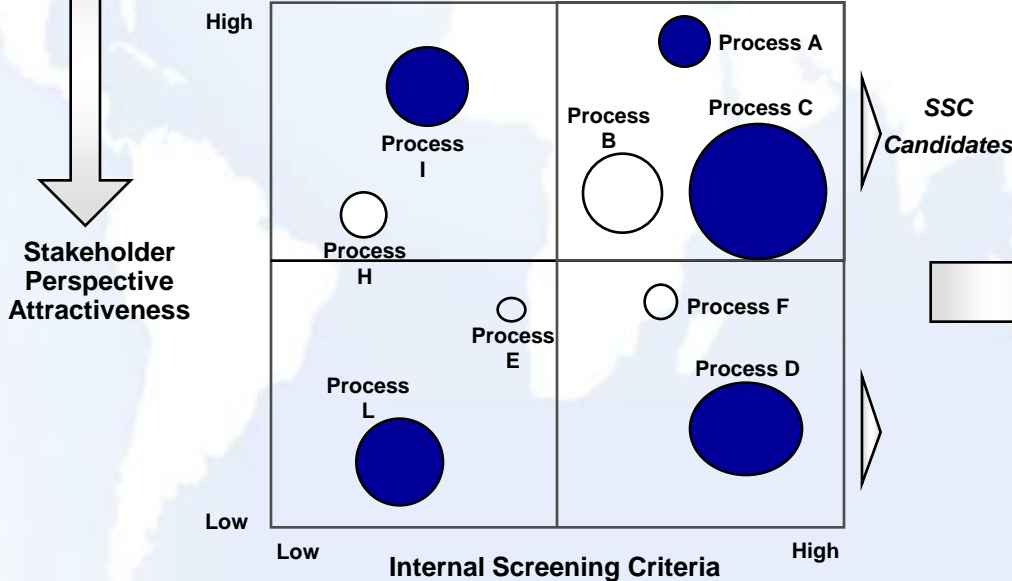 High
Process A
Process C
Process
B
Process
I
SSC
Candidates
Stakeholder
Perspective
Attractiveness
Process
H
Process
E
Process F
Process D
Process
L
Low
Low
High
Internal Screening Criteria